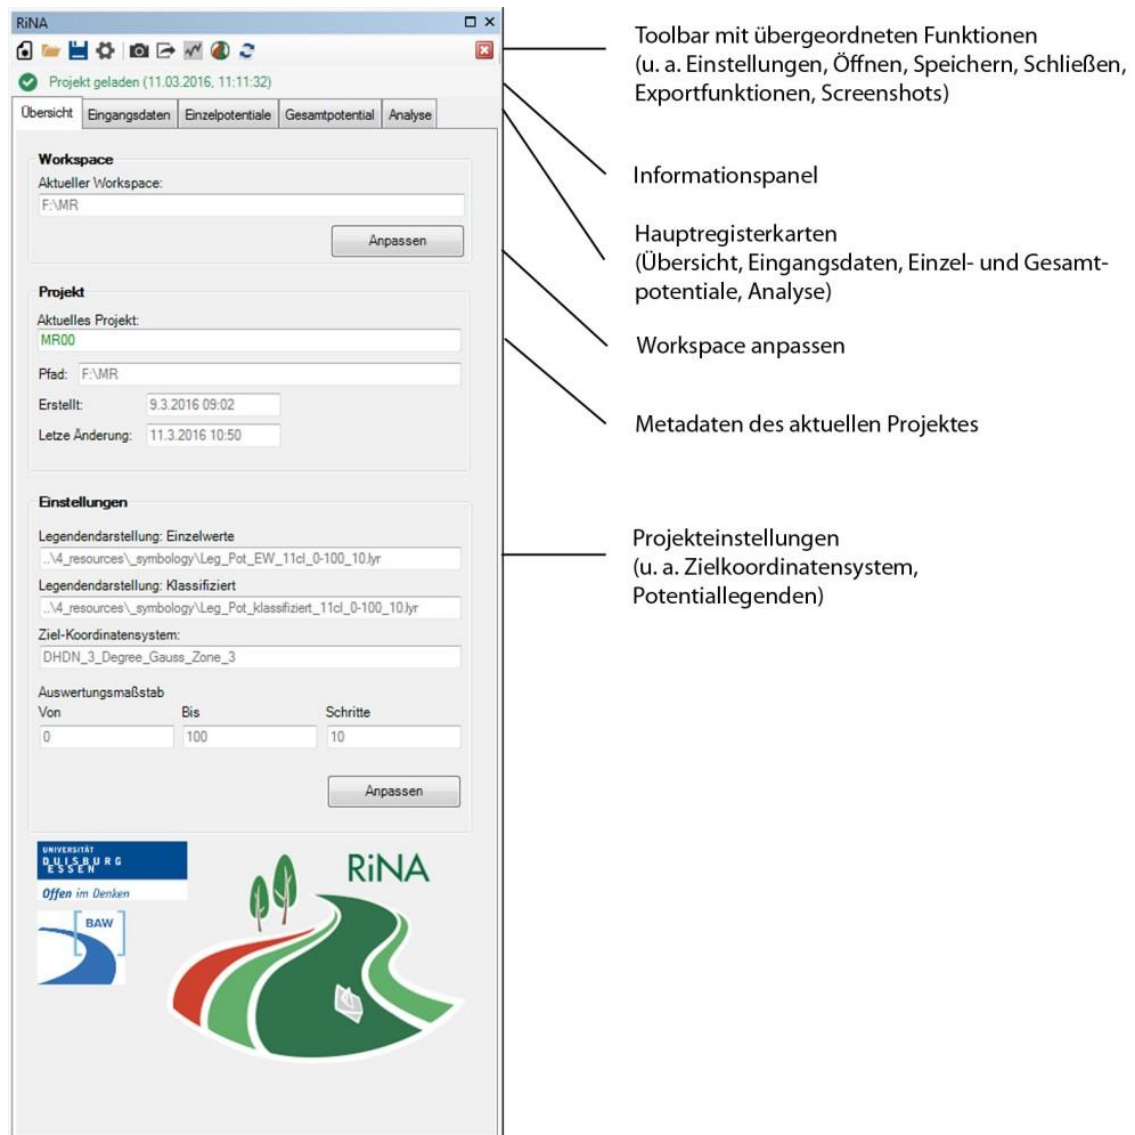 RiNA
Projekt geladen (11.03.2016, 11:11:32)
Übersicht Eingangsdaten Einzelpotentiale Gesamtpotential Analyse
Workspace
Aktueller Workspace:
F:\MR
Anpassen
Projekt
Aktuelles Projekt:
MR00
Pfad: F:\MR
Erstellt: 9.3.2016 09:02
Letze Änderung: 11.3.2016 10:50
Einstellungen
Legendendarstellung: Einzelwerte
..\4_resources\_symbology\Leg_Pot_EW_11cl_0-100_10.lyr
Legendendarstellung: Klassifiziert
..\4_resources\_symbology\Leg_Pot_klassifiziert_11cl_0-100_10.lyr
Ziel-Koordinatensystem:
DHDN_3_Degree_Gauss_Zone_3
Auswertungsmaßstab
Von Bis Schritte
0 100 10
Anpassen
UNIVERSITÄT
DUISBURG
ESSEN
Offen im Denken
BAW
RiNA
Toolbar mit übergeordneten Funktionen
(u. a. Einstellungen, Öffnen, Speichern, Schließen,
Exportfunktionen, Screenshots)
Informationspanel
Hauptregisterkarten
(Übersicht, Eingangsdaten, Einzel- und Gesamt-
potentiale, Analyse)
Workspace anpassen
Metadaten des aktuellen Projektes
Projekteinstellungen
(u. a. Zielkoordinatensystem,
Potentiallegenden)